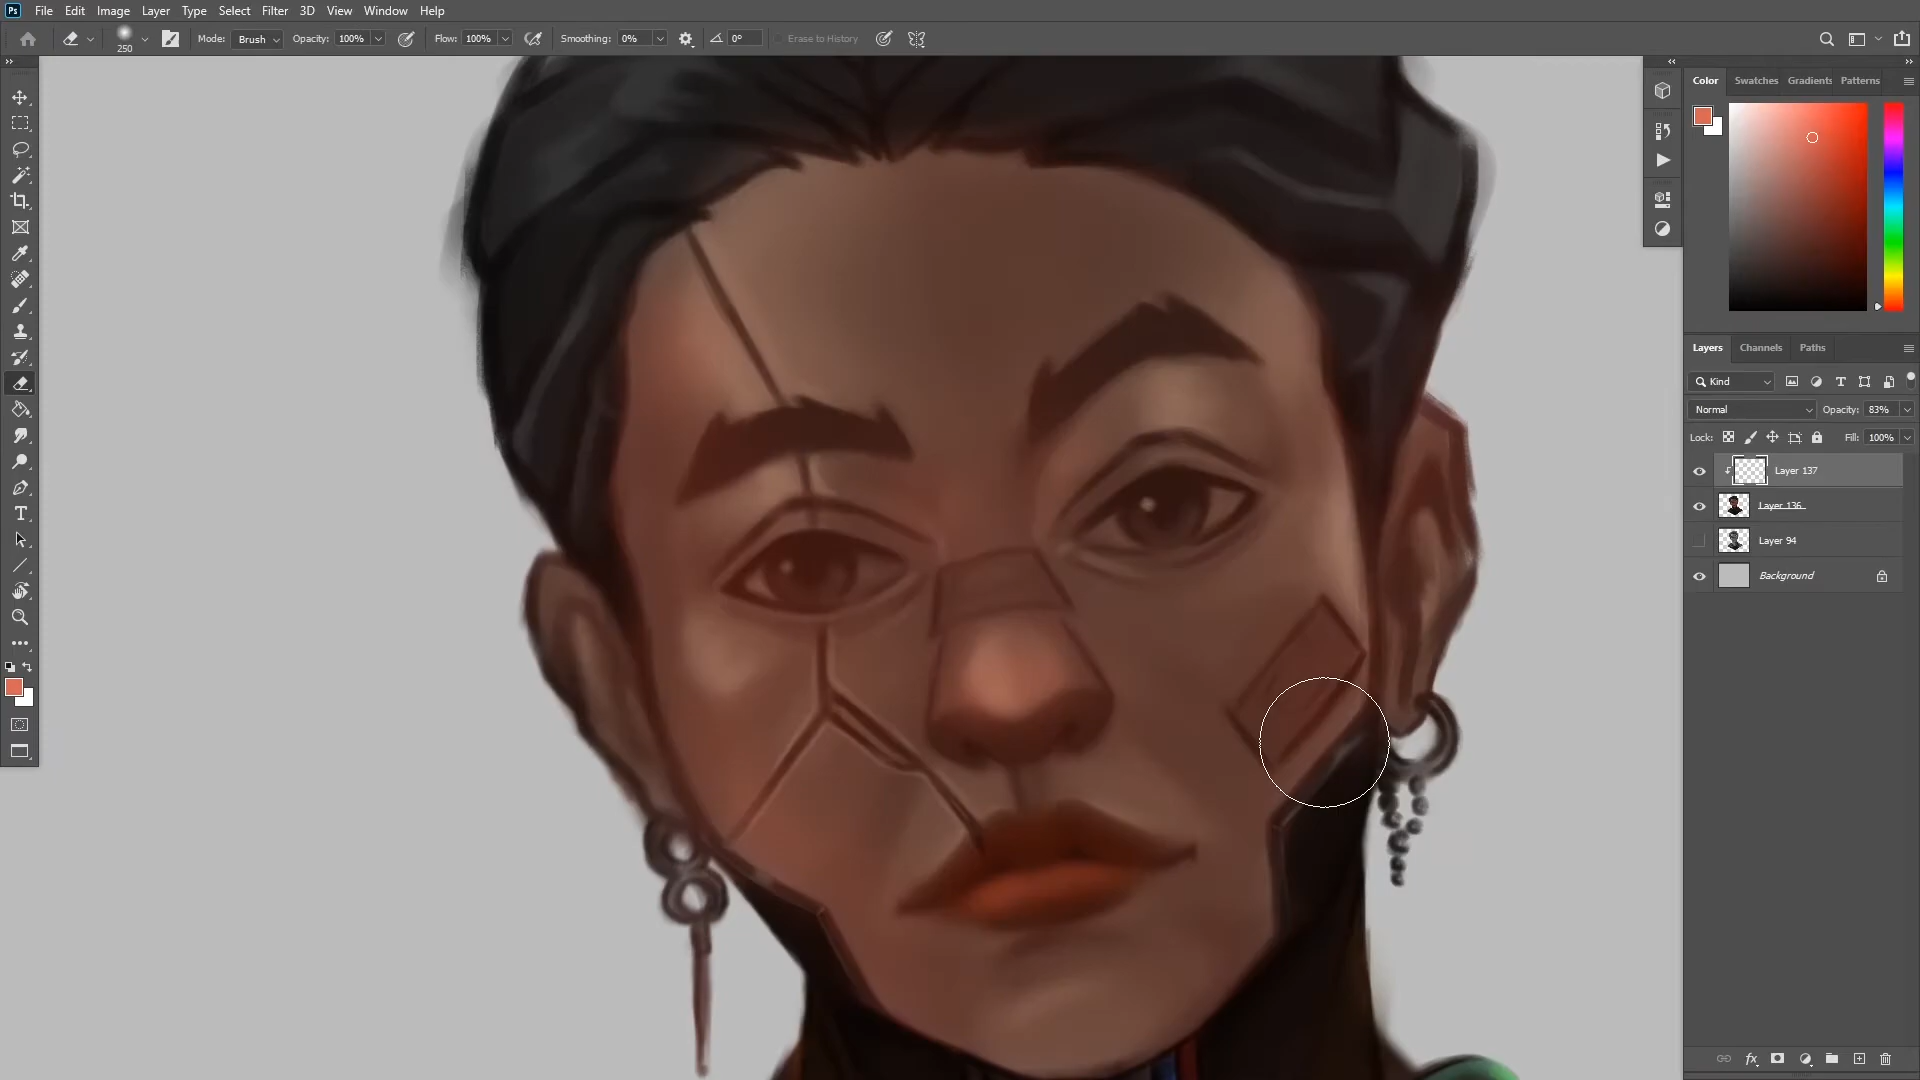 Ps File Edit Image Layer Type Select Filter 3D View Window Help
250 Mode: Brush Opacity: 100% Flow: 100% Smoothing: 0% 0° Erase to History
Color Swatches Gradients Patterns
Layers Channels Paths
Kind
Normal Opacity: 83%
Lock: Fill: 100%
Layer 137
Layer 136
Layer 94
Background
fx